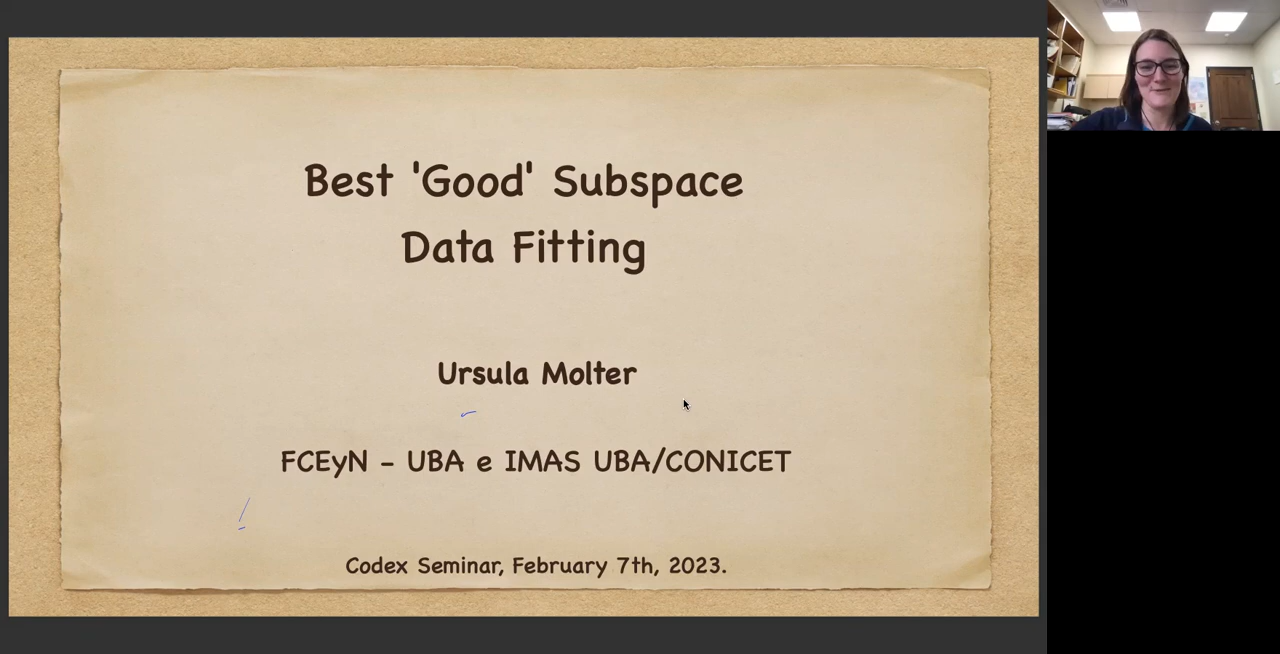 Best 'Good' Subspace
Data Fitting
Ursula Molter
FCEyN - UBA e IMAS UBA/CONICET
Codex Seminar, February 7th, 2023.